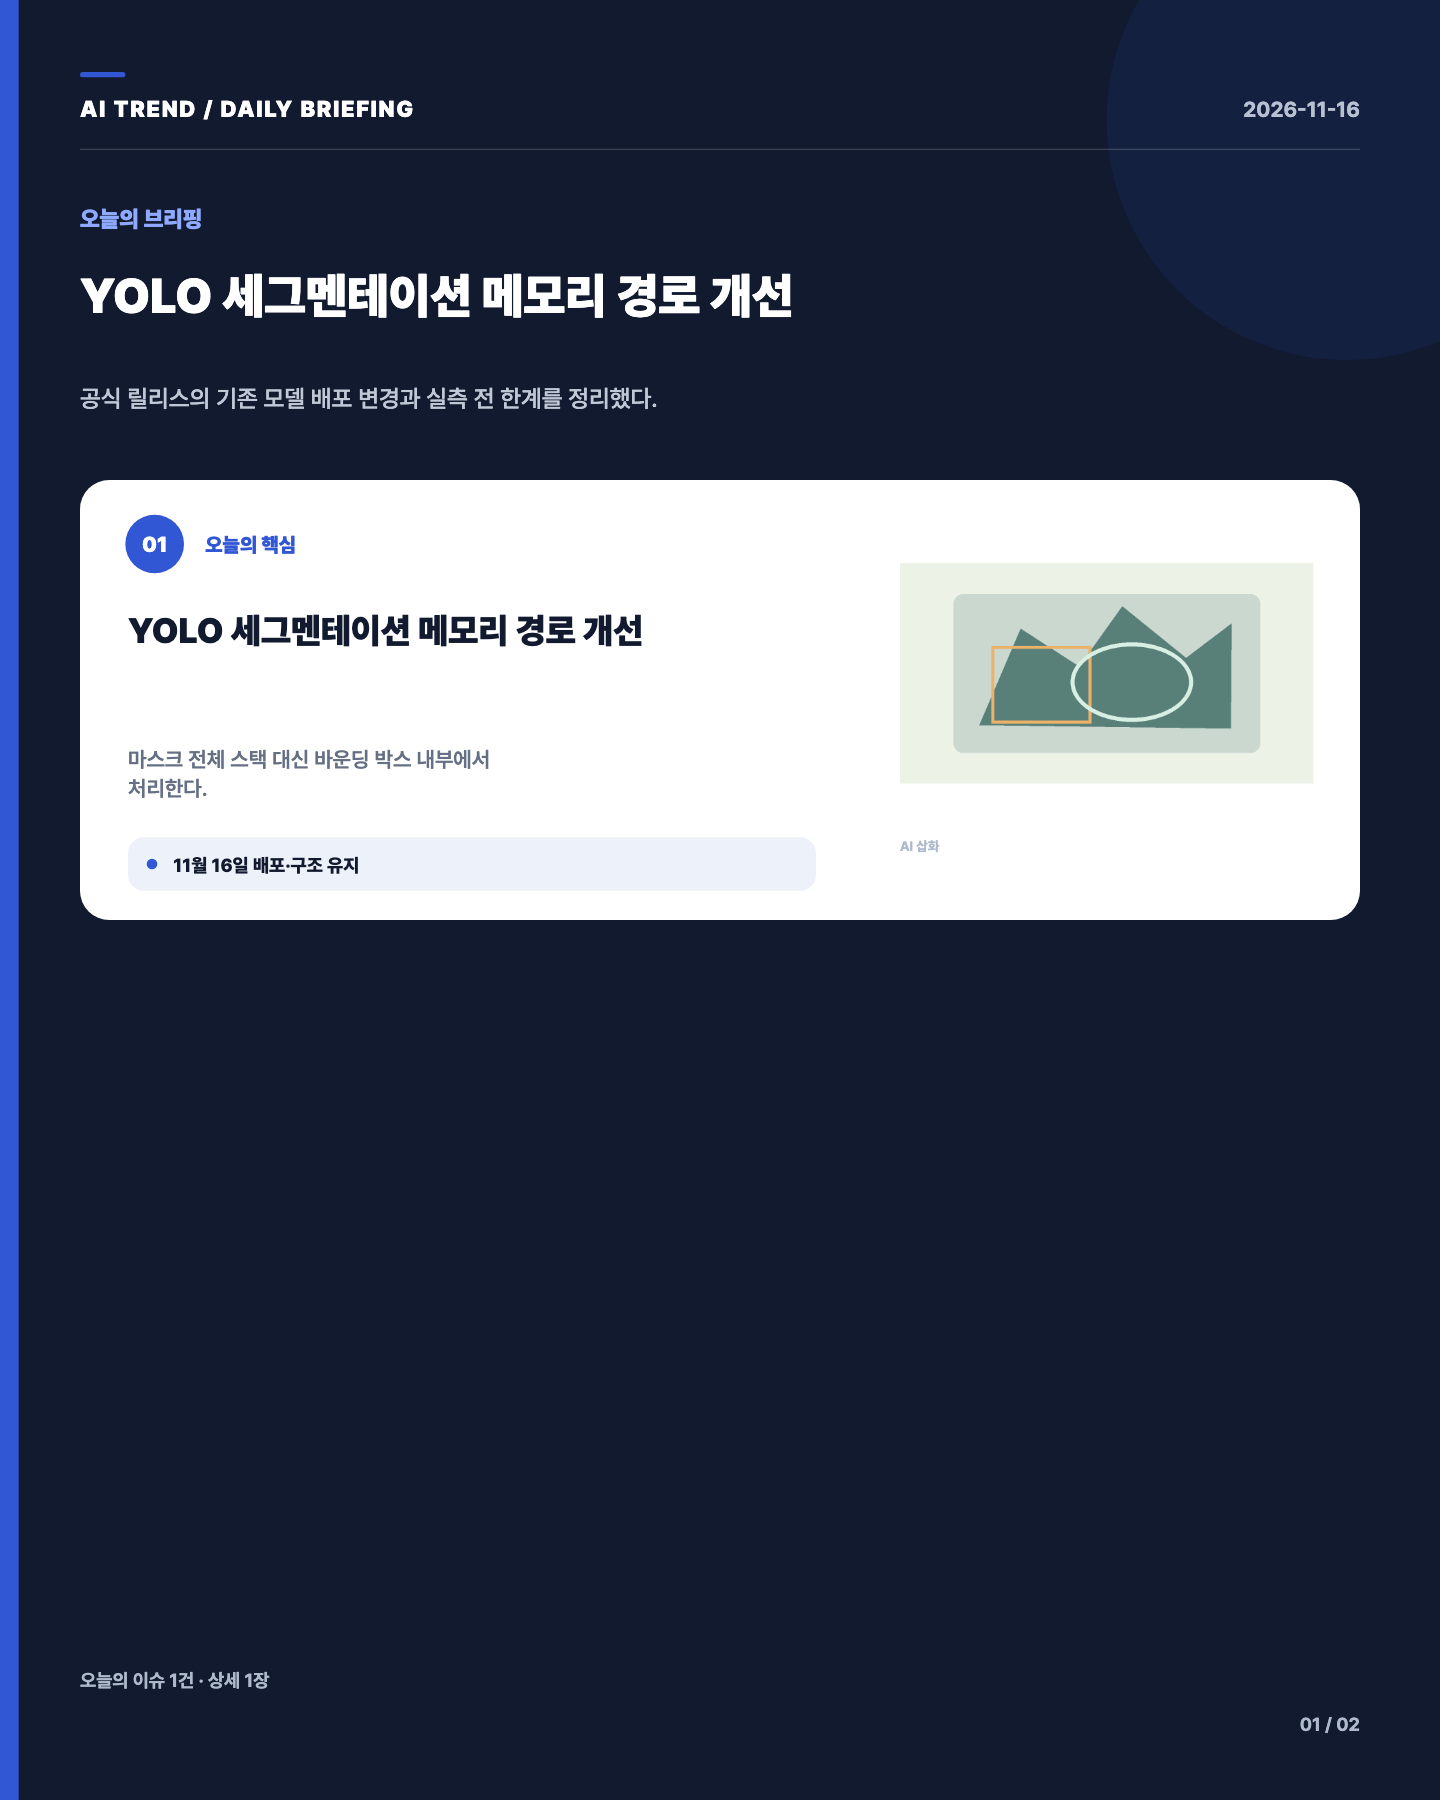 AI TREND / DAILY BRIEFING
2026-11-16
오늘의 브리핑
YOLO 세그멘테이션 메모리 경로 개선
공식 릴리스의 기존 모델 배포 변경과 실측 전 한계를 정리했다.
01 오늘의 핵심
YOLO 세그멘테이션 메모리 경로 개선
마스크 전체 스택 대신 바운딩 박스 내부에서
처리한다.
11월 16일 배포·구조 유지
AI 삽화
오늘의 이슈 1건 · 상세 1장
01 / 02